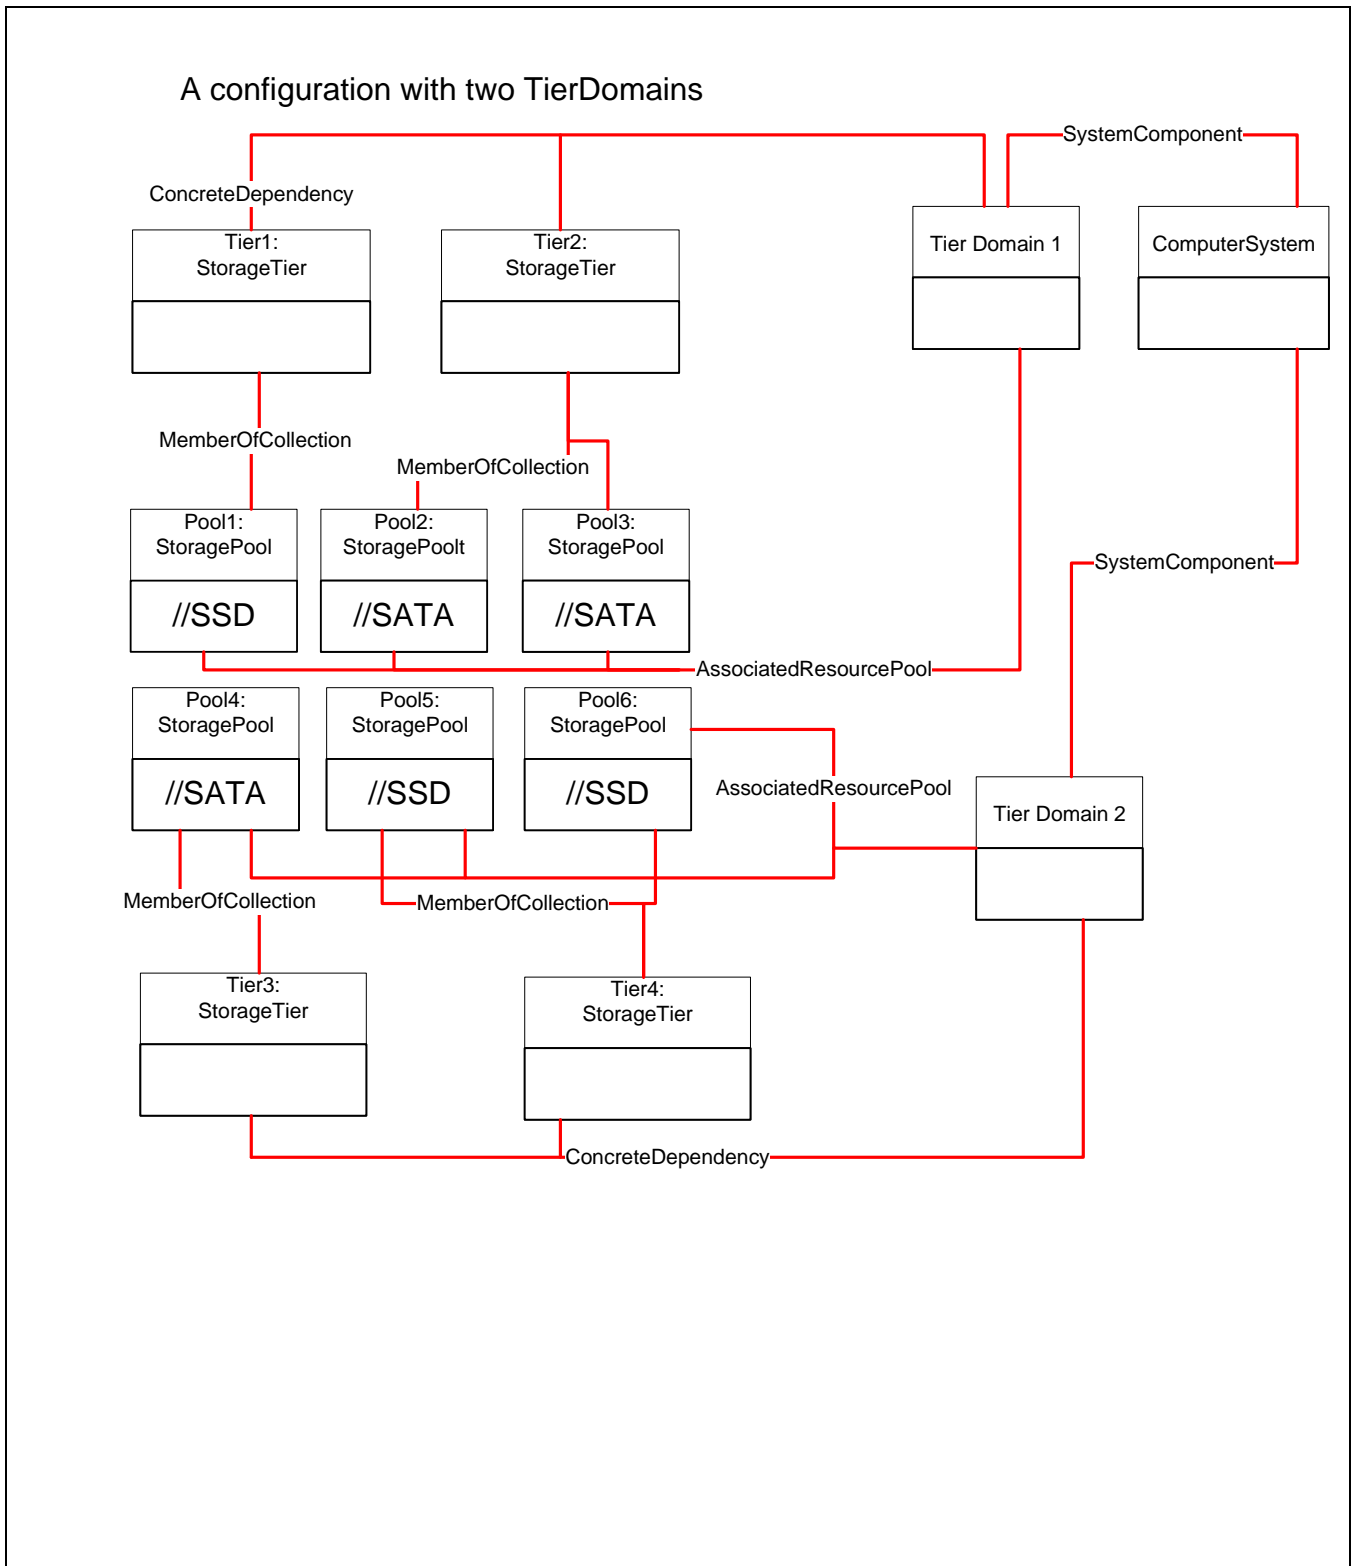 A configuration with two TierDomains
SystemComponent
ConcreteDependency
Tier1:
StorageTier
Tier2:
StorageTier
Tier Domain 1
ComputerSystem
MemberOfCollection
MemberOfCollection
Pool1:
StoragePool
//SSD
Pool2:
StoragePoolt
//SATA
Pool3:
StoragePool
//SATA
SystemComponent
AssociatedResourcePool
Pool4:
StoragePool
//SATA
Pool5:
StoragePool
//SSD
Pool6:
StoragePool
//SSD
AssociatedResourcePool
Tier Domain 2
MemberOfCollection
MemberOfCollection
Tier3:
StorageTier
Tier4:
StorageTier
ConcreteDependency